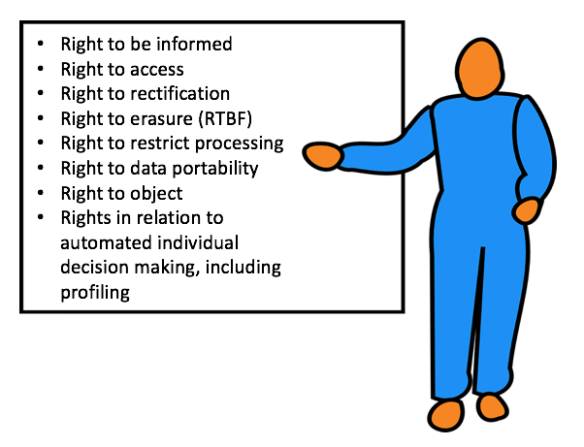 • Right to be informed
• Right to access
• Right to rectification
• Right to erasure (RTBF)
• Right to restrict processing
• Right to data portability
• Right to object
• Rights in relation to
automated individual
decision making, including
profiling